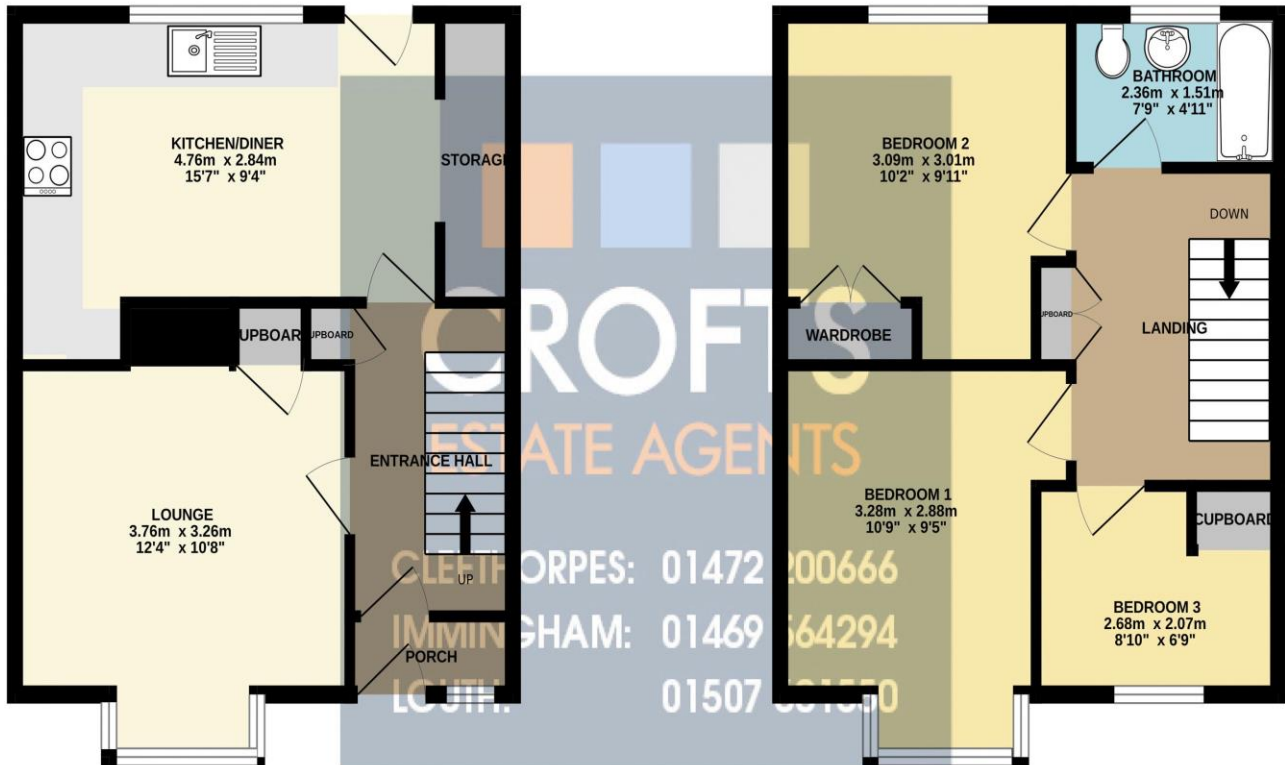 KITCHEN/DINER
4.76m x 2.84m
15'7" x 9'4"
STORAGE
UPBOAR
UPBOARD
LOUNGE
3.76m x 3.26m
12'4" x 10'8"
ENTRANCE HALL
UP
PORCH
BEDROOM 2
3.09m x 3.01m
10'2" x 9'11"
BATHROOM
2.36m x 1.51m
7'9" x 4'11"
DOWN
WARDROBE
UPBOARD
LANDING
BEDROOM 1
3.28m x 2.88m
10'9" x 9'5"
CUPBOARD
BEDROOM 3
2.68m x 2.07m
8'10" x 6'9"
CROFTS
ESTATE AGENTS
CLEETHORPES: 01472 200666
IMMINGHAM: 01469 564294
LOUTH: 01507